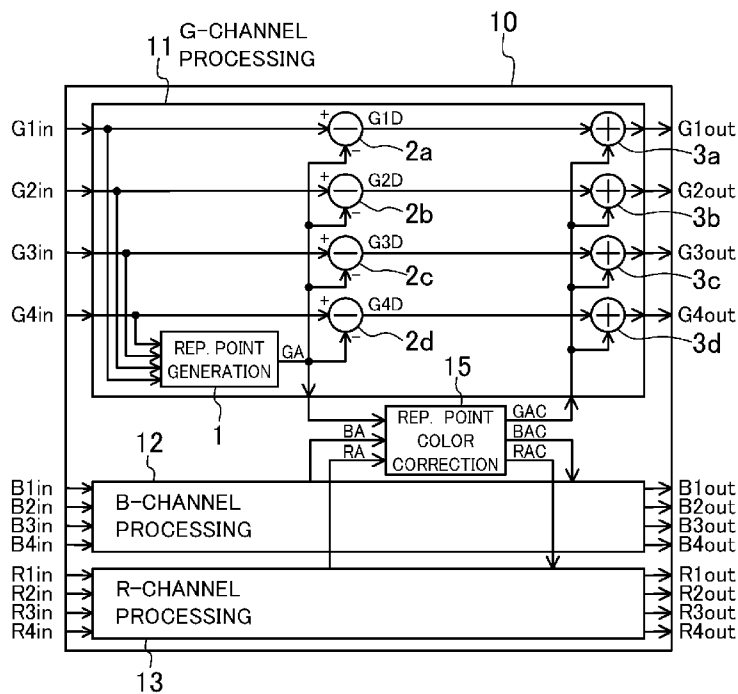 G-CHANNEL
PROCESSING
11
10
G1in
+
−
G1D
−
2a
+
3a
G1out
G2in
+
−
G2D
−
2b
+
3b
G2out
G3in
+
−
G3D
−
2c
+
3c
G3out
G4in
+
−
G4D
−
2d
+
3d
G4out
REP. POINT
GENERATION
GA
1
15
REP. POINT
COLOR
CORRECTION
BA
RA
GAC
BAC
RAC
12
B1in
B2in
B3in
B4in
B-CHANNEL
PROCESSING
B1out
B2out
B3out
B4out
R1in
R2in
R3in
R4in
R-CHANNEL
PROCESSING
R1out
R2out
R3out
R4out
13